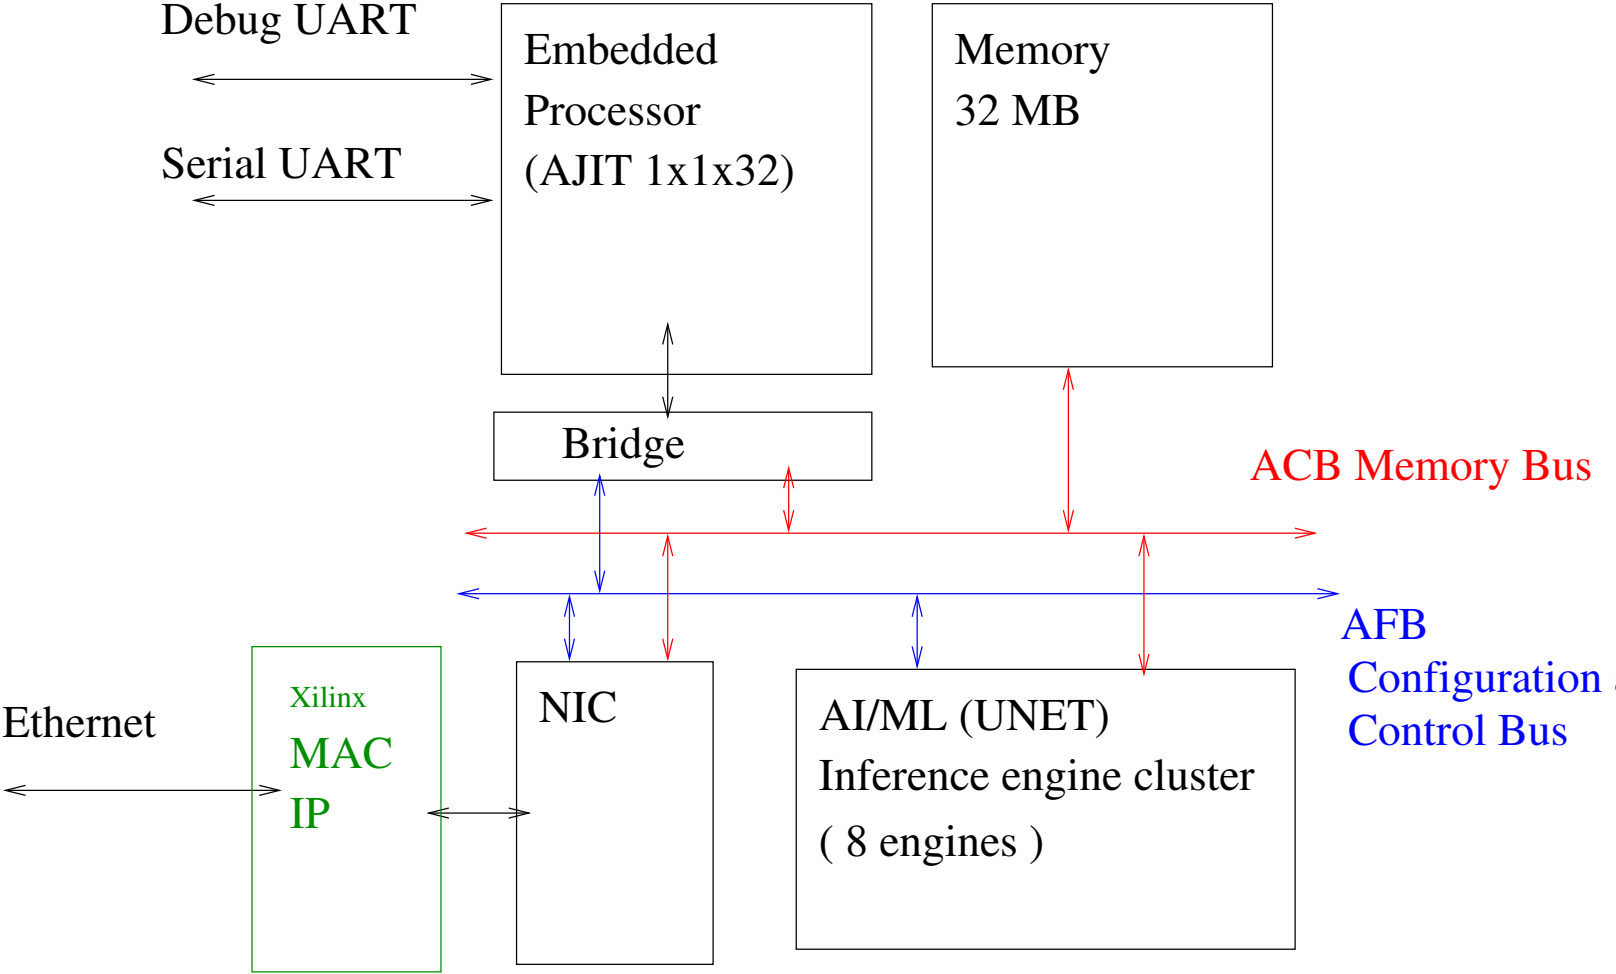 Debug UART
Serial UART
Embedded
Processor
(AJIT 1x1x32)
Memory
32 MB
Bridge
ACB Memory Bus
AFB
Configuration
Control Bus
Ethernet
Xilinx
MAC
IP
NIC
AI/ML (UNET)
Inference engine cluster
( 8 engines )